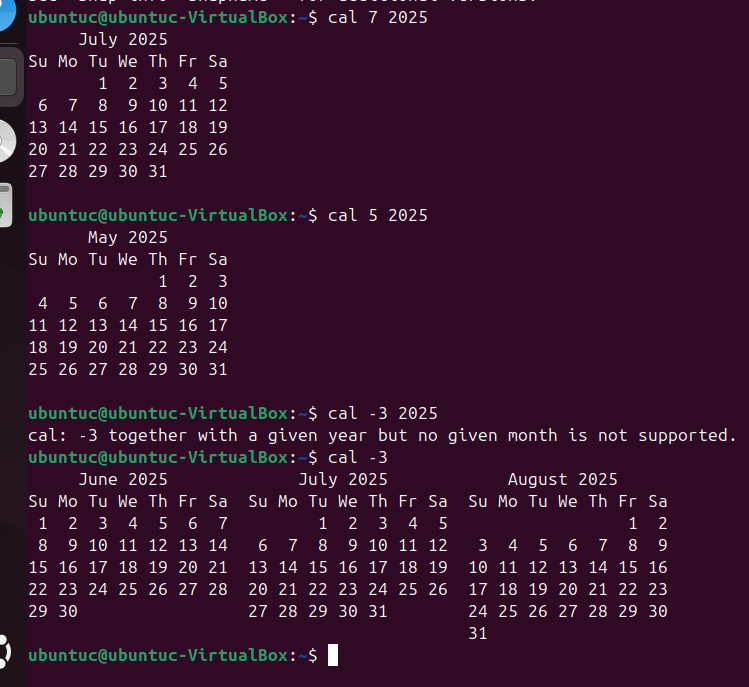 ubuntuc@ubuntuc-VirtualBox:~$ cal 7 2025
     July 2025
Su Mo Tu We Th Fr Sa
       1  2  3  4  5
 6  7  8  9 10 11 12
13 14 15 16 17 18 19
20 21 22 23 24 25 26
27 28 29 30 31

ubuntuc@ubuntuc-VirtualBox:~$ cal 5 2025
      May 2025
Su Mo Tu We Th Fr Sa
             1  2  3
 4  5  6  7  8  9 10
11 12 13 14 15 16 17
18 19 20 21 22 23 24
25 26 27 28 29 30 31

ubuntuc@ubuntuc-VirtualBox:~$ cal -3 2025
cal: -3 together with a given year but no given month is not supported.
ubuntuc@ubuntuc-VirtualBox:~$ cal -3
     June 2025             July 2025            August 2025
Su Mo Tu We Th Fr Sa  Su Mo Tu We Th Fr Sa  Su Mo Tu We Th Fr Sa
 1  2  3  4  5  6  7         1  2  3  4  5                  1  2
 8  9 10 11 12 13 14   6  7  8  9 10 11 12   3  4  5  6  7  8  9
15 16 17 18 19 20 21  13 14 15 16 17 18 19  10 11 12 13 14 15 16
22 23 24 25 26 27 28  20 21 22 23 24 25 26  17 18 19 20 21 22 23
29 30                 27 28 29 30 31        24 25 26 27 28 29 30
                                            31
ubuntuc@ubuntuc-VirtualBox:~$